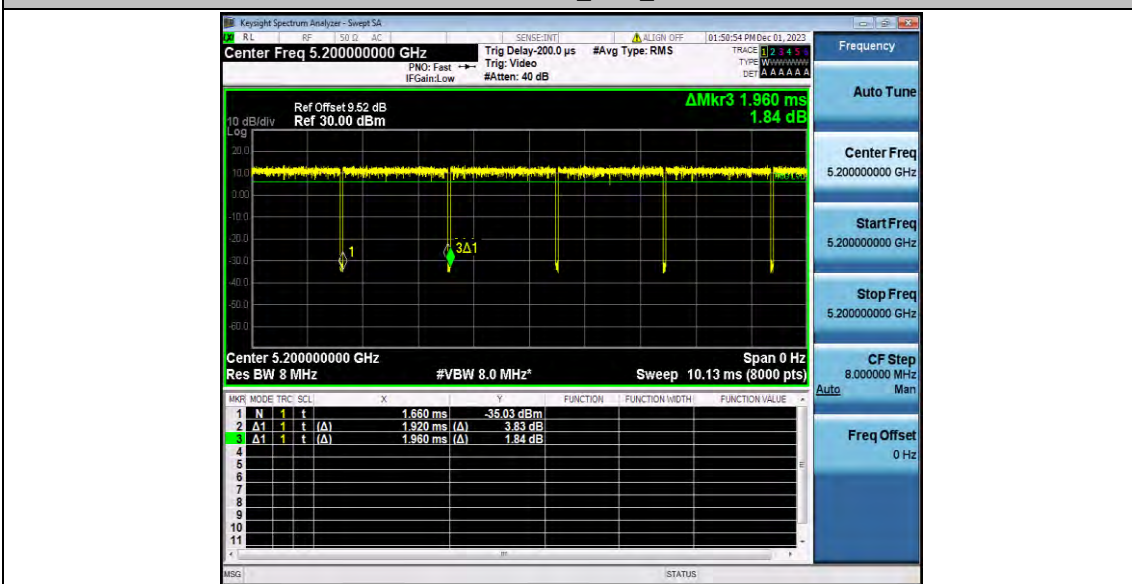 Keysight Spectrum Analyzer - Swept SA
RL RF 50 Ω AC SENSE:INT ALIGN OFF 01:50:54 PM Dec 01, 2023
Center Freq 5.200000000 GHz
Trig Delay-200.0 µs #Avg Type: RMS
TRACE 1 2 3 4 5 6
PNO: Fast Trig: Video
TYPE W
IFGain:Low #Atten: 40 dB
DET A A A A A A
ΔMkr3 1.960 ms
1.84 dB
Ref Offset 9.52 dB
10 dB/div Ref 30.00 dBm
Log
20.0
10.0
0.00
-10.0
-20.0
-30.0
-40.0
-50.0
-60.0
1
3Δ1
Center 5.200000000 GHz Span 0 Hz
Res BW 8 MHz #VBW 8.0 MHz* Sweep 10.13 ms (8000 pts)
MKR MODE TRC SCL X Y FUNCTION FUNCTION WIDTH FUNCTION VALUE
1 N 1 t 1.660 ms -35.03 dBm
2 Δ1 1 t (Δ) 1.920 ms (Δ) 3.83 dB
3 Δ1 1 t (Δ) 1.960 ms (Δ) 1.84 dB
4
5
6
7
8
9
10
11
MSG STATUS
Frequency
Auto Tune
Center Freq
5.200000000 GHz
Start Freq
5.200000000 GHz
Stop Freq
5.200000000 GHz
CF Step
8.000000 MHz
Auto Man
Freq Offset
0 Hz